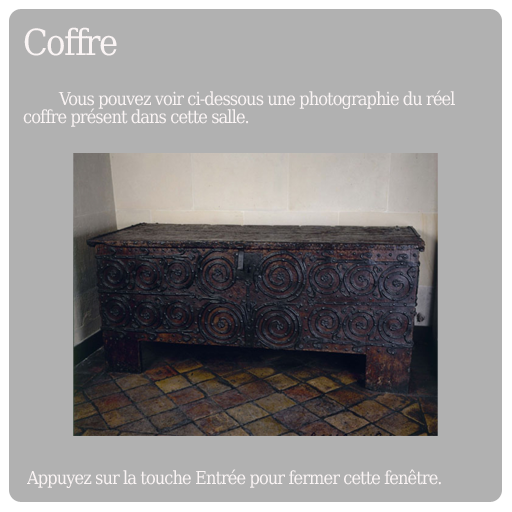 Coffre
Vous pouvez voir ci-dessous une photographie du réel
coffre présent dans cette salle.
Appuyez sur la touche Entrée pour fermer cette fenêtre.